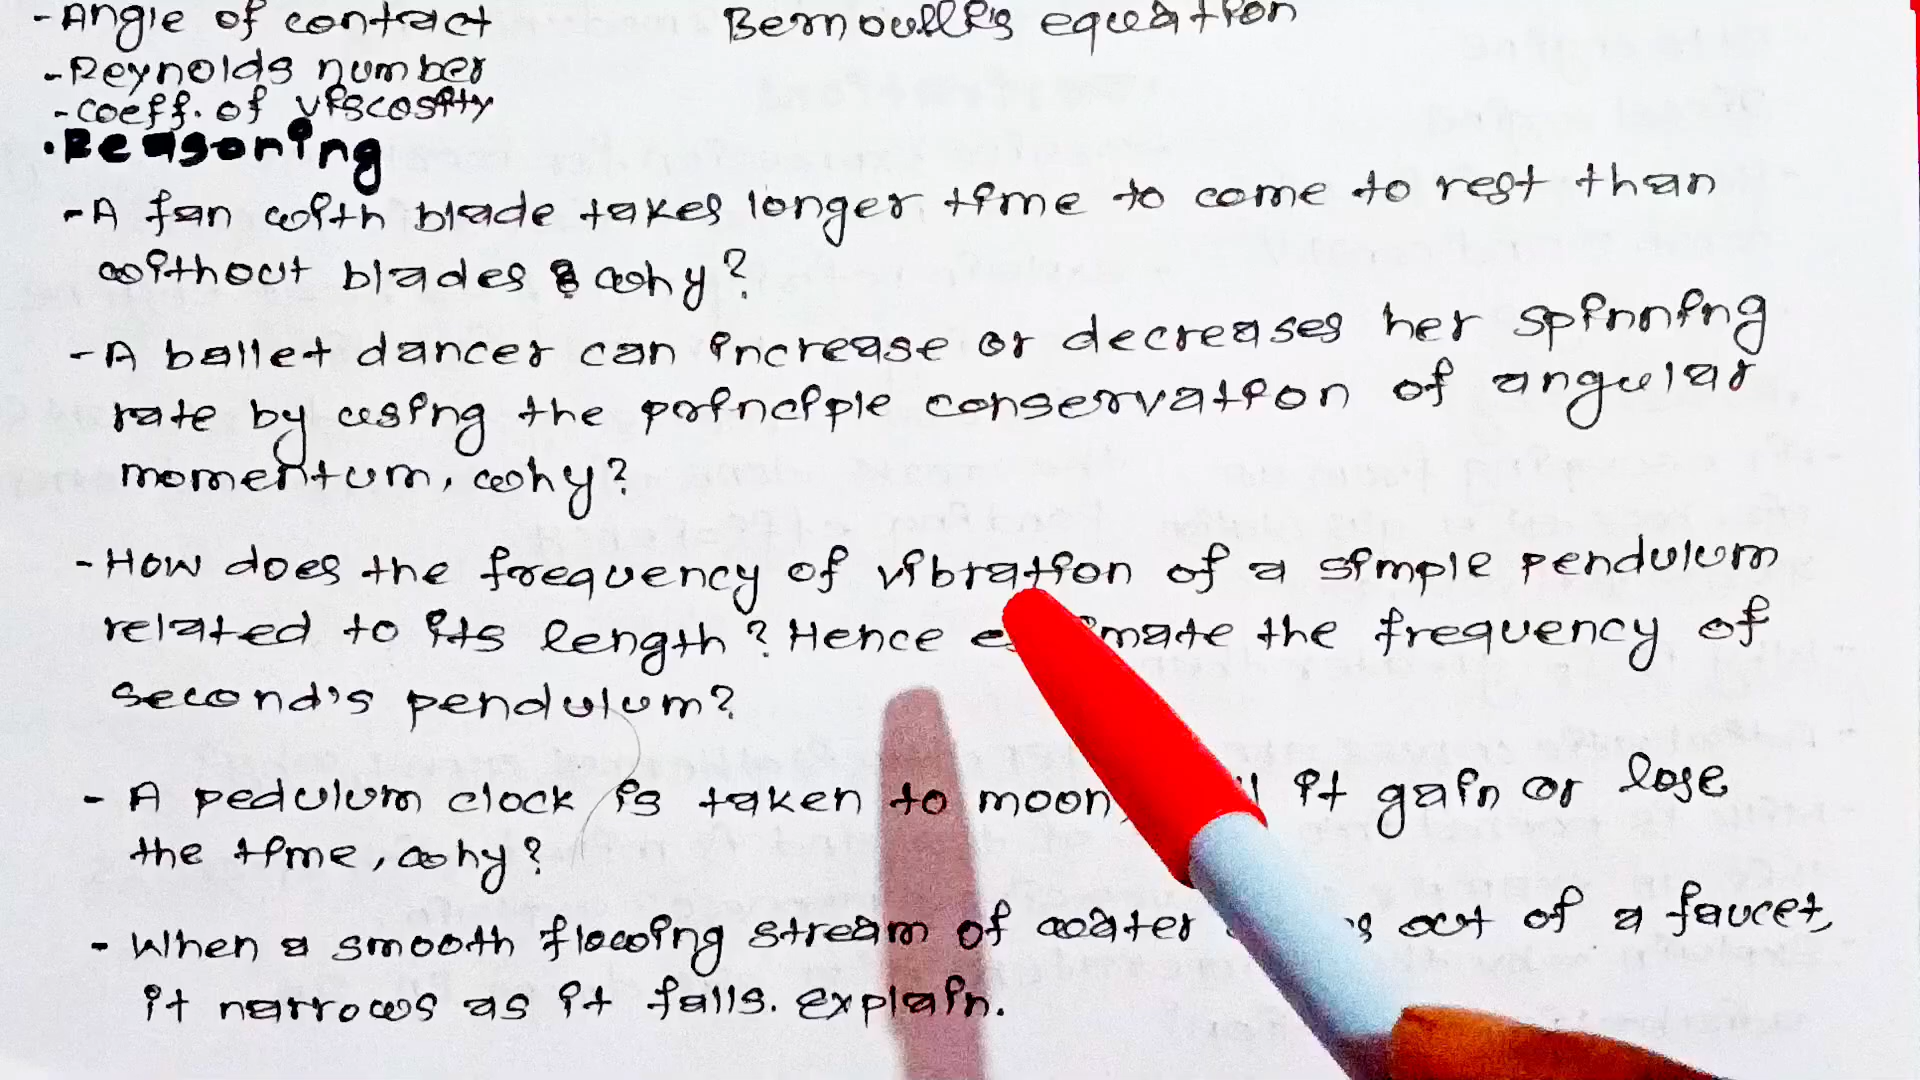 - Angle of contact Bernoulli's equation
- Reynolds number
- coeff. of viscosity
• Reasoning
- A fan with blade takes longer time to come to rest than
without blades why?
- A ballet dancer can increase or decreases her spinning
rate by using the principle conservation of angular
momentum, why?
- How does the frequency of vibration of a simple pendulum
related to its length? Hence the frequency of
second's pendulum?
- A pedulum clock is taken to moon, it gain or lose
the time, why?
- When a smooth flowing stream of water out of a faucet,
it narrows as it falls. explain.